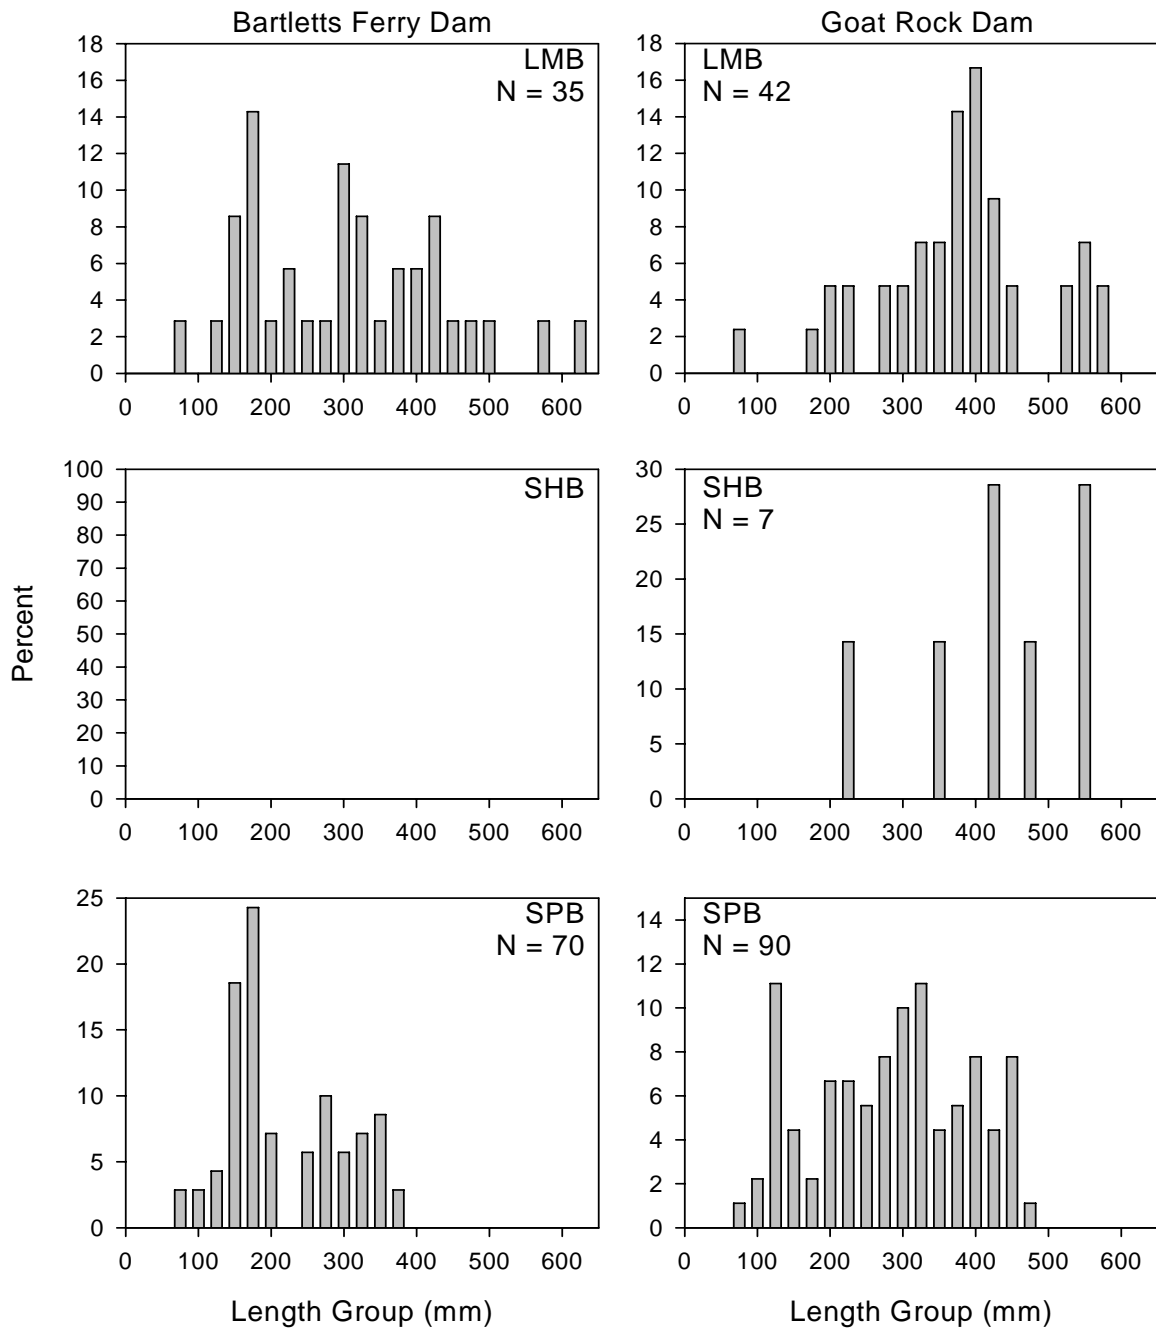 Bartletts Ferry Dam
Goat Rock Dam
Percent
18
16
14
12
10
8
6
4
2
0
LMB
N = 35
0 100 200 300 400 500 600
18
16
14
12
10
8
6
4
2
0
LMB
N = 42
0 100 200 300 400 500 600
100
90
80
70
60
50
40
30
20
10
0
SHB
0 100 200 300 400 500 600
30
25
20
15
10
5
0
SHB
N = 7
0 100 200 300 400 500 600
25
20
15
10
5
0
SPB
N = 70
0 100 200 300 400 500 600
14
12
10
8
6
4
2
0
SPB
N = 90
0 100 200 300 400 500 600
Length Group (mm)
Length Group (mm)